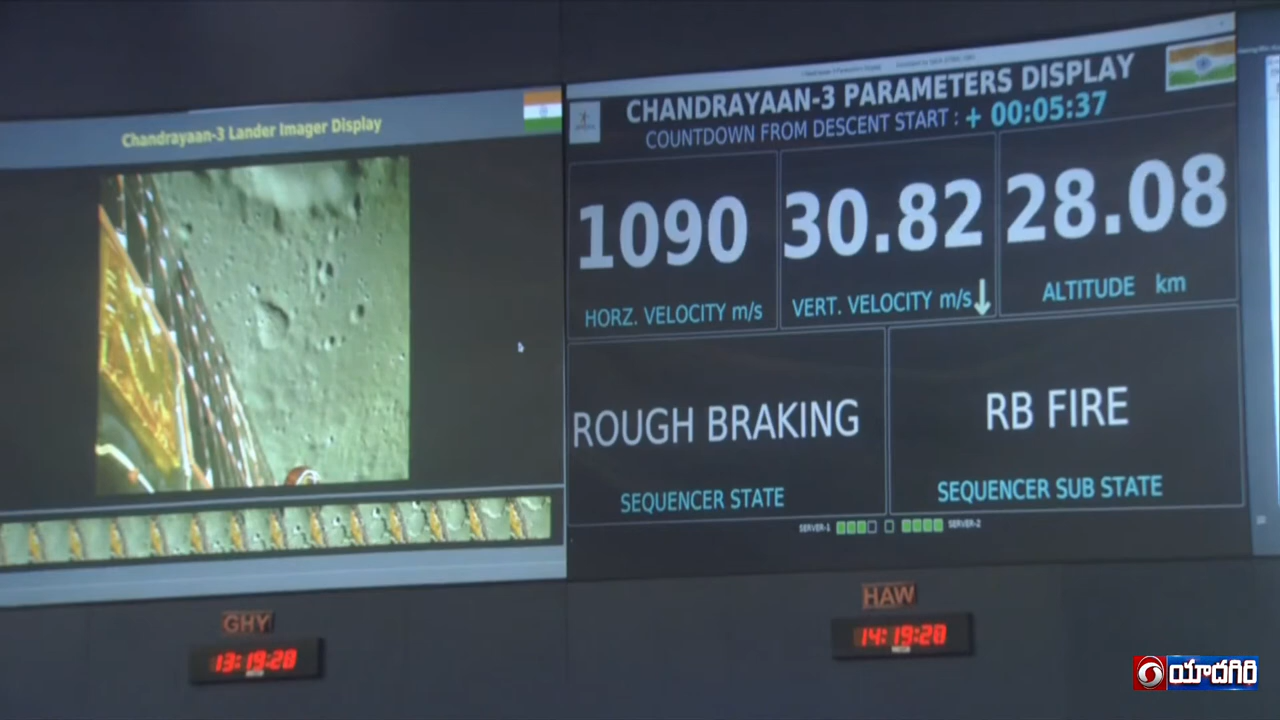 Chandrayaan-3 Lander Imager Display
CHANDRAYAAN-3 PARAMETERS DISPLAY
COUNTDOWN FROM DESCENT START : + 00:05:37
1090
HORZ. VELOCITY m/s
30.82
VERT. VELOCITY m/s
28.08
ALTITUDE km
ROUGH BRAKING
SEQUENCER STATE
RB FIRE
SEQUENCER SUB STATE
SERVER-1
SERVER-2
GHY
13:19:28
HAW
14:19:28
యాదగిరి